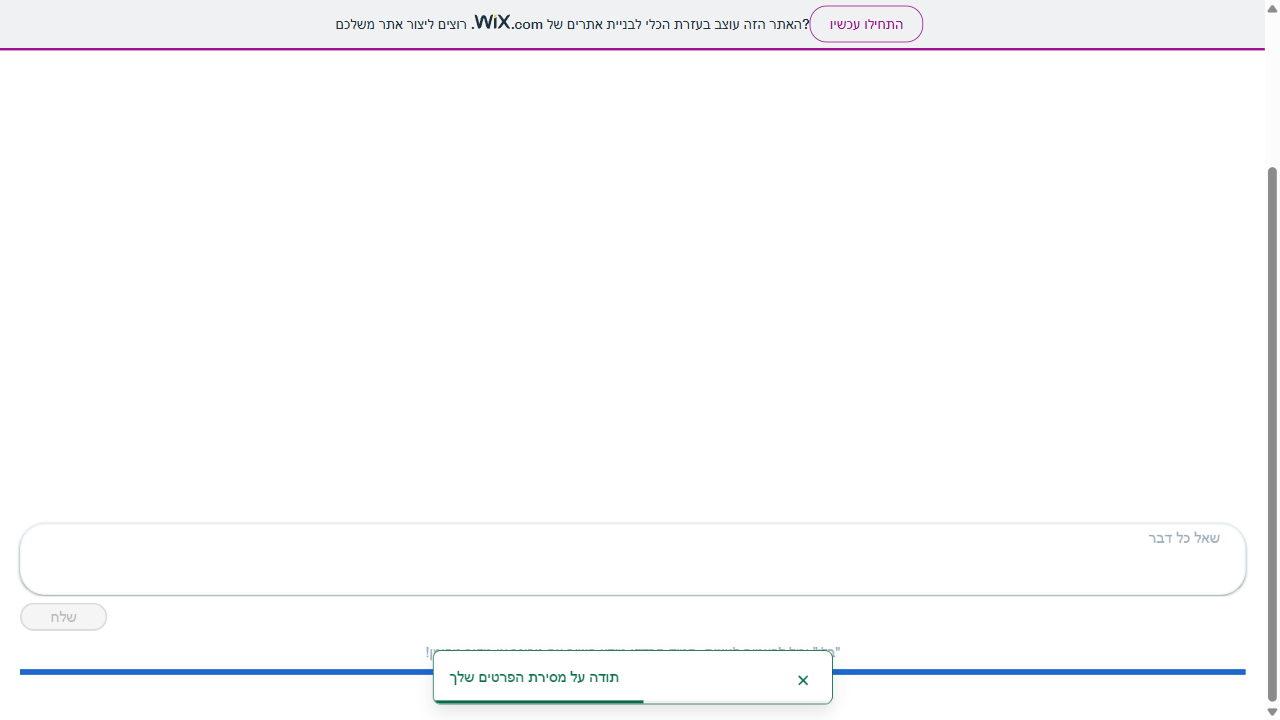 האתר הזה עוצב בעזרת הכלי לבניית אתרים של WiX.com. רוצים ליצור אתר משלכם?
התחילו עכשיו
שאל כל דבר
שלח
תודה על מסירת הפרטים שלך